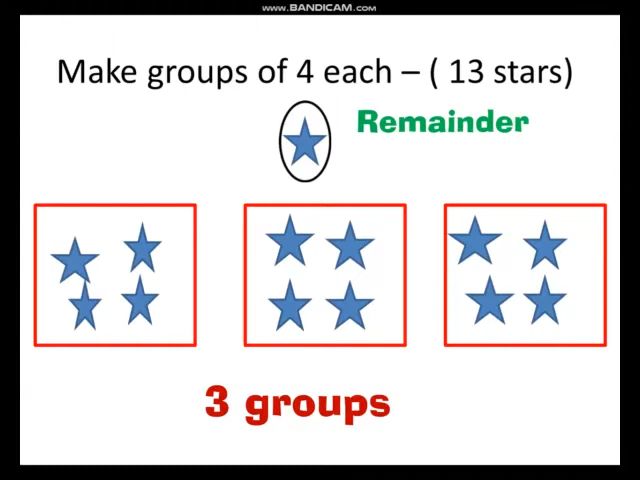 www.BANDICAM.com
Make groups of 4 each – ( 13 stars)
Remainder
3 groups